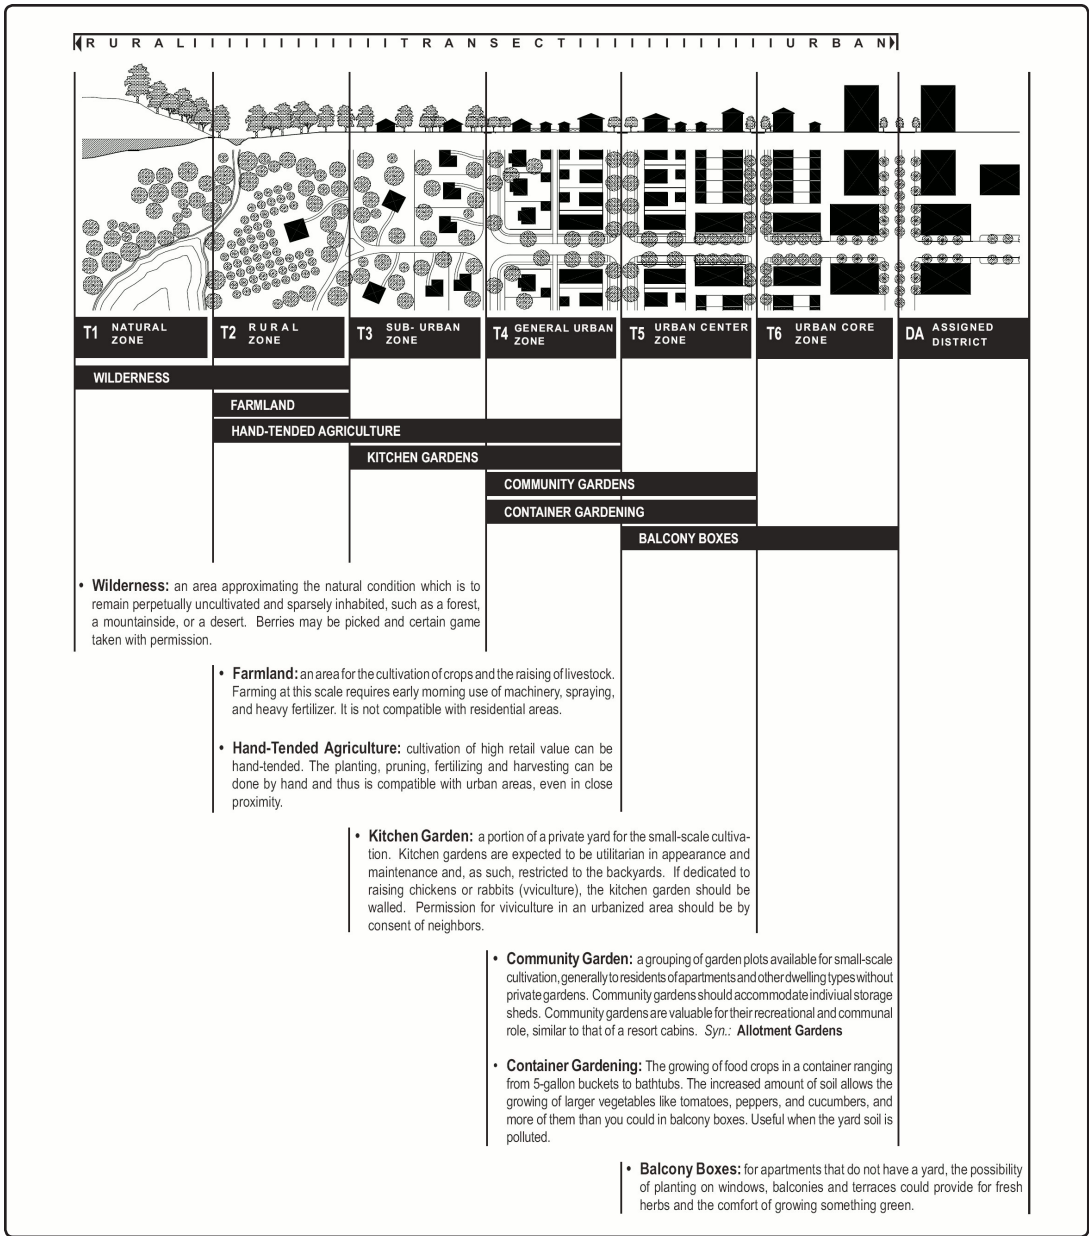 RURALIIIIIIIIIIITRANSECTIIIIIIIIIIIURBAN
T1 NATURAL ZONE
T2 RURAL ZONE
T3 SUB- URBAN ZONE
T4 GENERAL URBAN ZONE
T5 URBAN CENTER ZONE
T6 URBAN CORE ZONE
DA ASSIGNED DISTRICT
WILDERNESS
FARMLAND
HAND-TENDED AGRICULTURE
KITCHEN GARDENS
COMMUNITY GARDENS
CONTAINER GARDENING
BALCONY BOXES
• Wilderness: an area approximating the natural condition which is to
remain perpetually uncultivated and sparsely inhabited, such as a forest,
a mountainside, or a desert. Berries may be picked and certain game
taken with permission.
• Farmland: an area for the cultivation of crops and the raising of livestock.
Farming at this scale requires early morning use of machinery, spraying,
and heavy fertilizer. It is not compatible with residential areas.
• Hand-Tended Agriculture: cultivation of high retail value can be
hand-tended. The planting, pruning, fertilizing and harvesting can be
done by hand and thus is compatible with urban areas, even in close
proximity.
• Kitchen Garden: a portion of a private yard for the small-scale cultiva-
tion. Kitchen gardens are expected to be utilitarian in appearance and
maintenance and, as such, restricted to the backyards. If dedicated to
raising chickens or rabbits (vviculture), the kitchen garden should be
walled. Permission for viviculture in an urbanized area should be by
consent of neighbors.
• Community Garden: a grouping of garden plots available for small-scale
cultivation, generally to residents of apartments and other dwelling types without
private gardens. Community gardens should accommodate indiviual storage
sheds. Community gardens are valuable for their recreational and communal
role, similar to that of a resort cabins. Syn.: Allotment Gardens
• Container Gardening: The growing of food crops in a container ranging
from 5-gallon buckets to bathtubs. The increased amount of soil allows the
growing of larger vegetables like tomatoes, peppers, and cucumbers, and
more of them than you could in balcony boxes. Useful when the yard soil is
polluted.
• Balcony Boxes: for apartments that do not have a yard, the possibility
of planting on windows, balconies and terraces could provide for fresh
herbs and the comfort of growing something green.